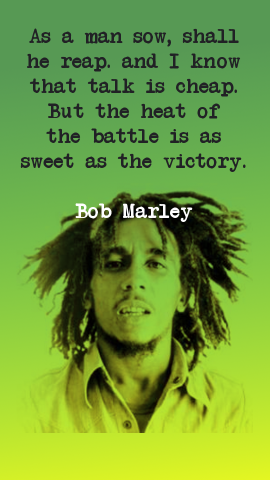 As a man sow, shall
he reap. and I know
that talk is cheap.
But the heat of
the battle is as
sweet as the victory.
Bob Marley